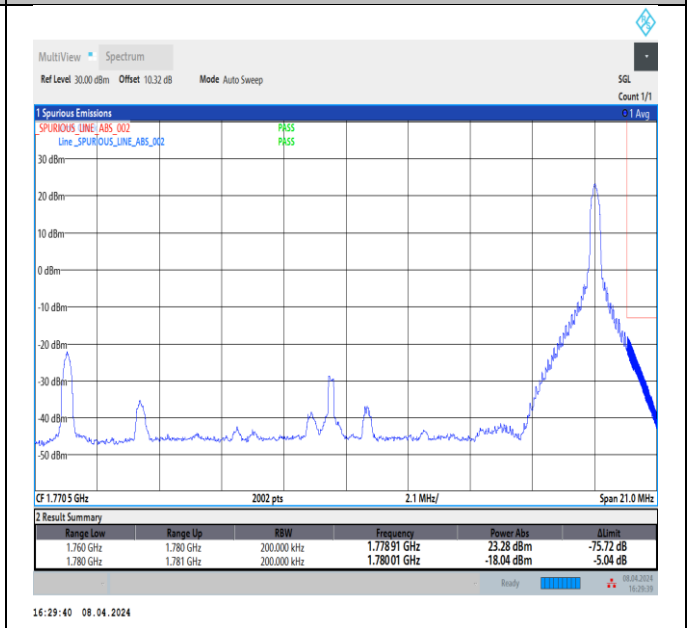 MultiView Spectrum
Ref Level 30.00 dBm Offset 10.32 dB Mode Auto Sweep SGL
Count 1/1
1 Spurious Emissions 1 Avg
_SPURIOUS_LINE_ABS_002 PASS
Line _SPURIOUS_LINE_ABS_002 PASS
30 dBm
20 dBm
10 dBm
0 dBm
-10 dBm
-20 dBm
-30 dBm
-40 dBm
-50 dBm
CF 1.7705 GHz 2002 pts 2.1 MHz/ Span 21.0 MHz
2 Result Summary
Range Low Range Up RBW Frequency Power Abs ΔLimit
1.760 GHz 1.780 GHz 200.000 kHz 1.77891 GHz 23.28 dBm -75.72 dB
1.780 GHz 1.781 GHz 200.000 kHz 1.78001 GHz -18.04 dBm -5.04 dB
Ready 08.04.2024
16:29:39
16:29:40 08.04.2024